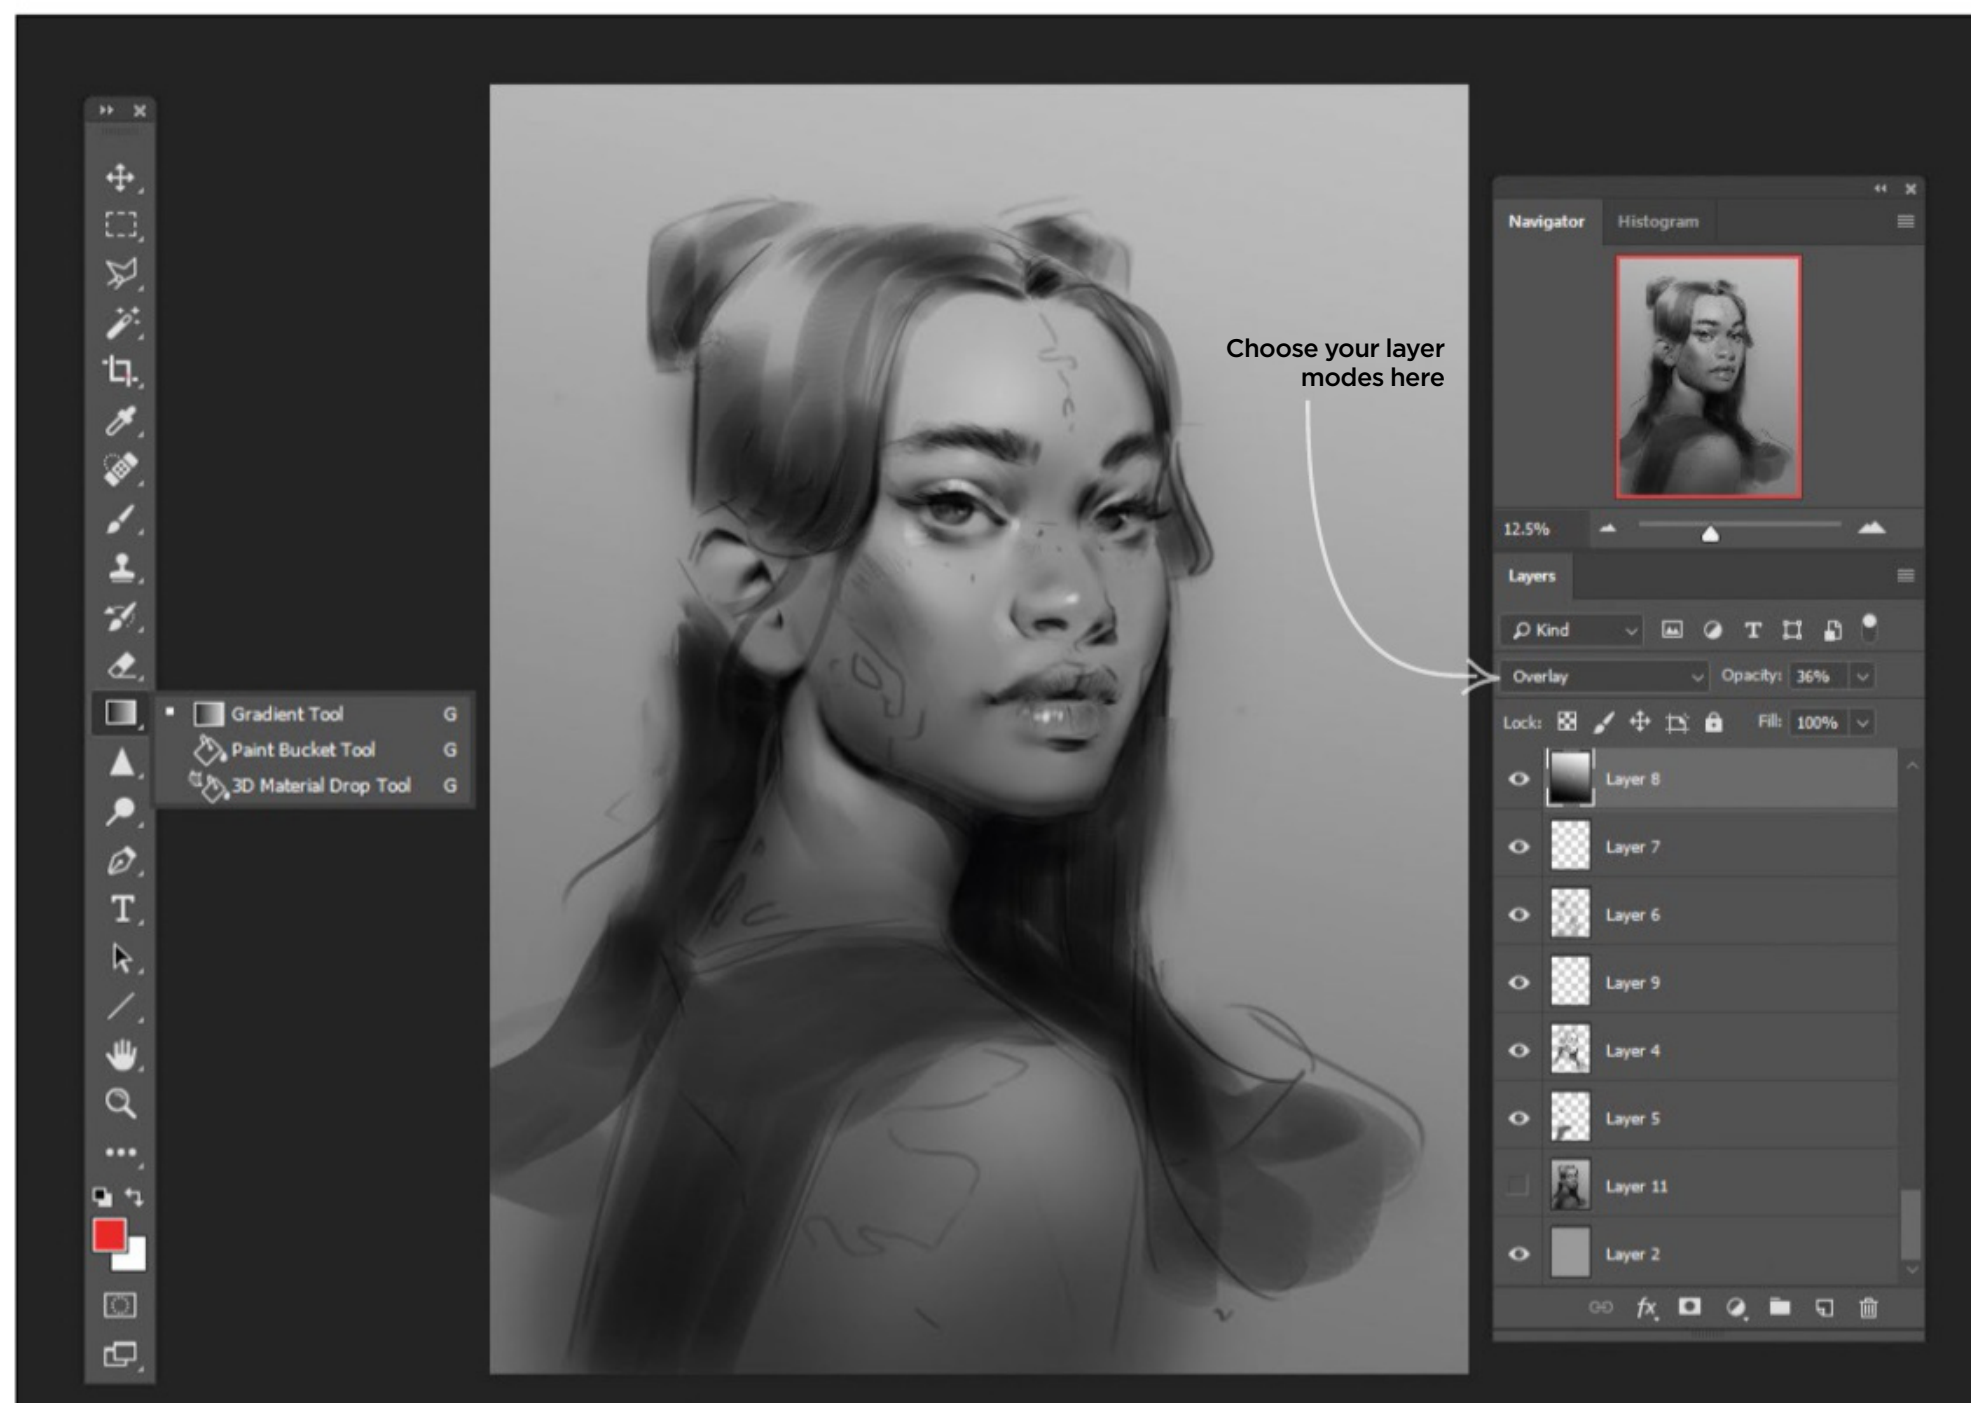 Gradient Tool G
Paint Bucket Tool G
3D Material Drop Tool G
Choose your layer
modes here
Navigator Histogram
12.5%
Layers
Kind
Overlay Opacity: 36%
Lock: Fill: 100%
Layer 8
Layer 7
Layer 6
Layer 9
Layer 4
Layer 5
Layer 11
Layer 2
fx